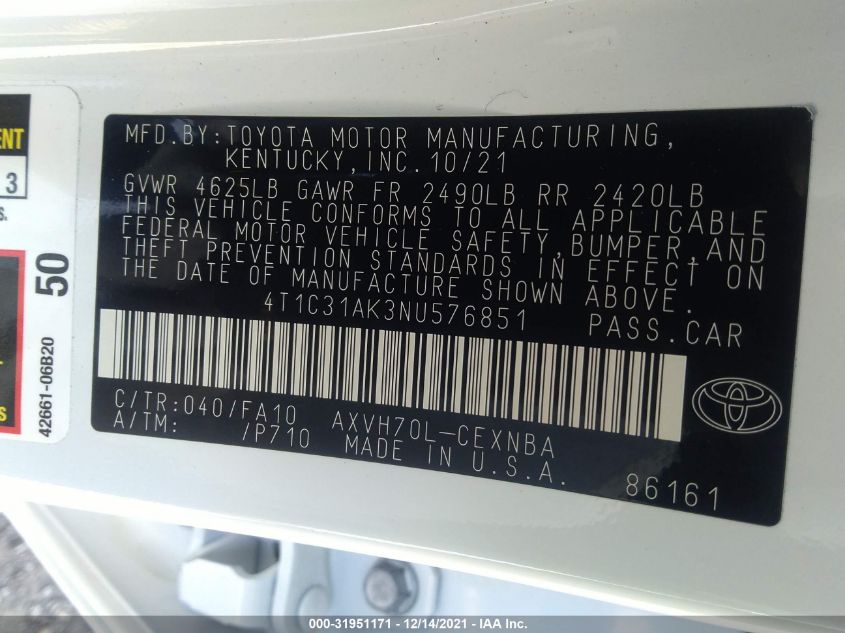 MFD.BY:TOYOTA MOTOR MANUFACTURING,
KENTUCKY,INC.10/21
GVWR 4625LB GAWR FR 2490LB RR 2420LB
THIS VEHICLE CONFORMS TO ALL APPLICABLE
FEDERAL MOTOR VEHICLE SAFETY,BUMPER,AND
THEFT PREVENTION STANDARDS IN EFFECT ON
THE DATE OF MANUFACTURE SHOWN ABOVE.
4T1C31AK3NU576851 PASS.CAR
C/TR:040/FA10 AXVH70L-CEXNBA
A/TM: /P710 MADE IN U.S.A.
86161
ENT
3
s.
50
42661-06B20
s
000-31951171 - 12/14/2021 - IAA Inc.